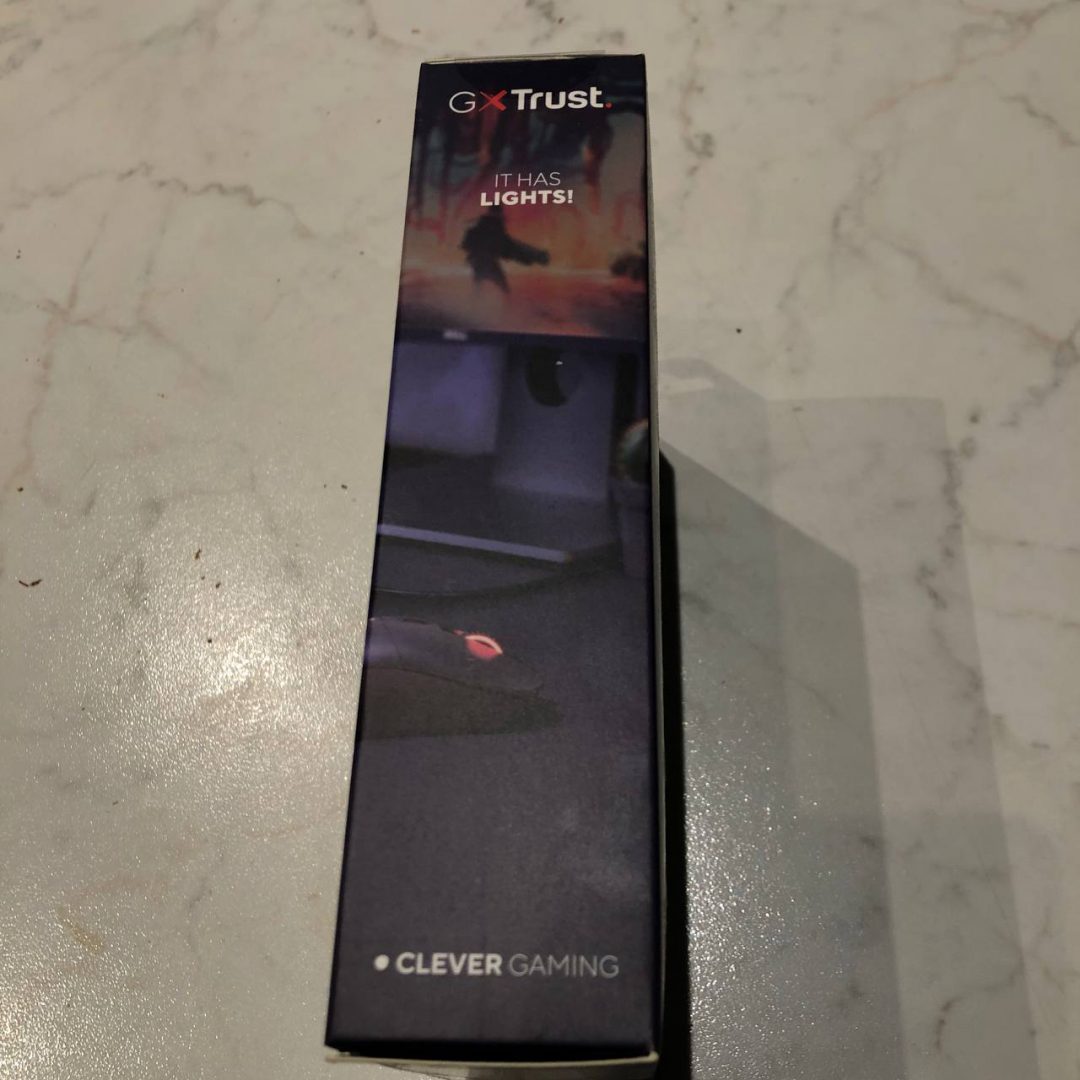 GXTrust.
IT HAS
LIGHTS!
CLEVER GAMING